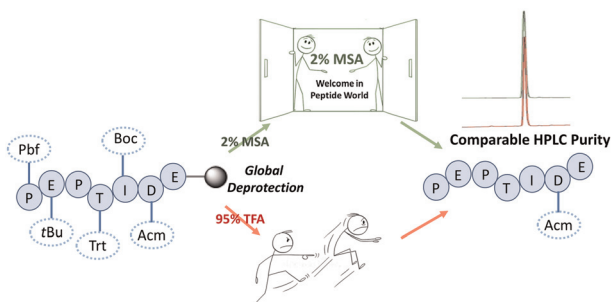 2% MSA
Welcome in
Peptide World
2% MSA
Comparable HPLC Purity
Pbf
Boc
P E P T I D E
Global
Deprotection
P E P T I D E
tBu
Trt
Acm
95% TFA
Acm